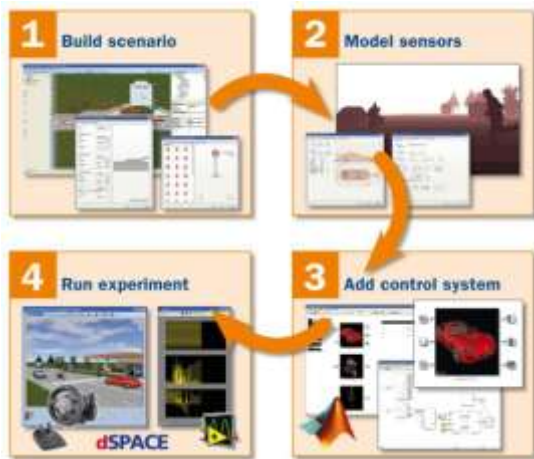 1 Build scenario
2 Model sensors
4 Run experiment
3 Add control system
dSPACE